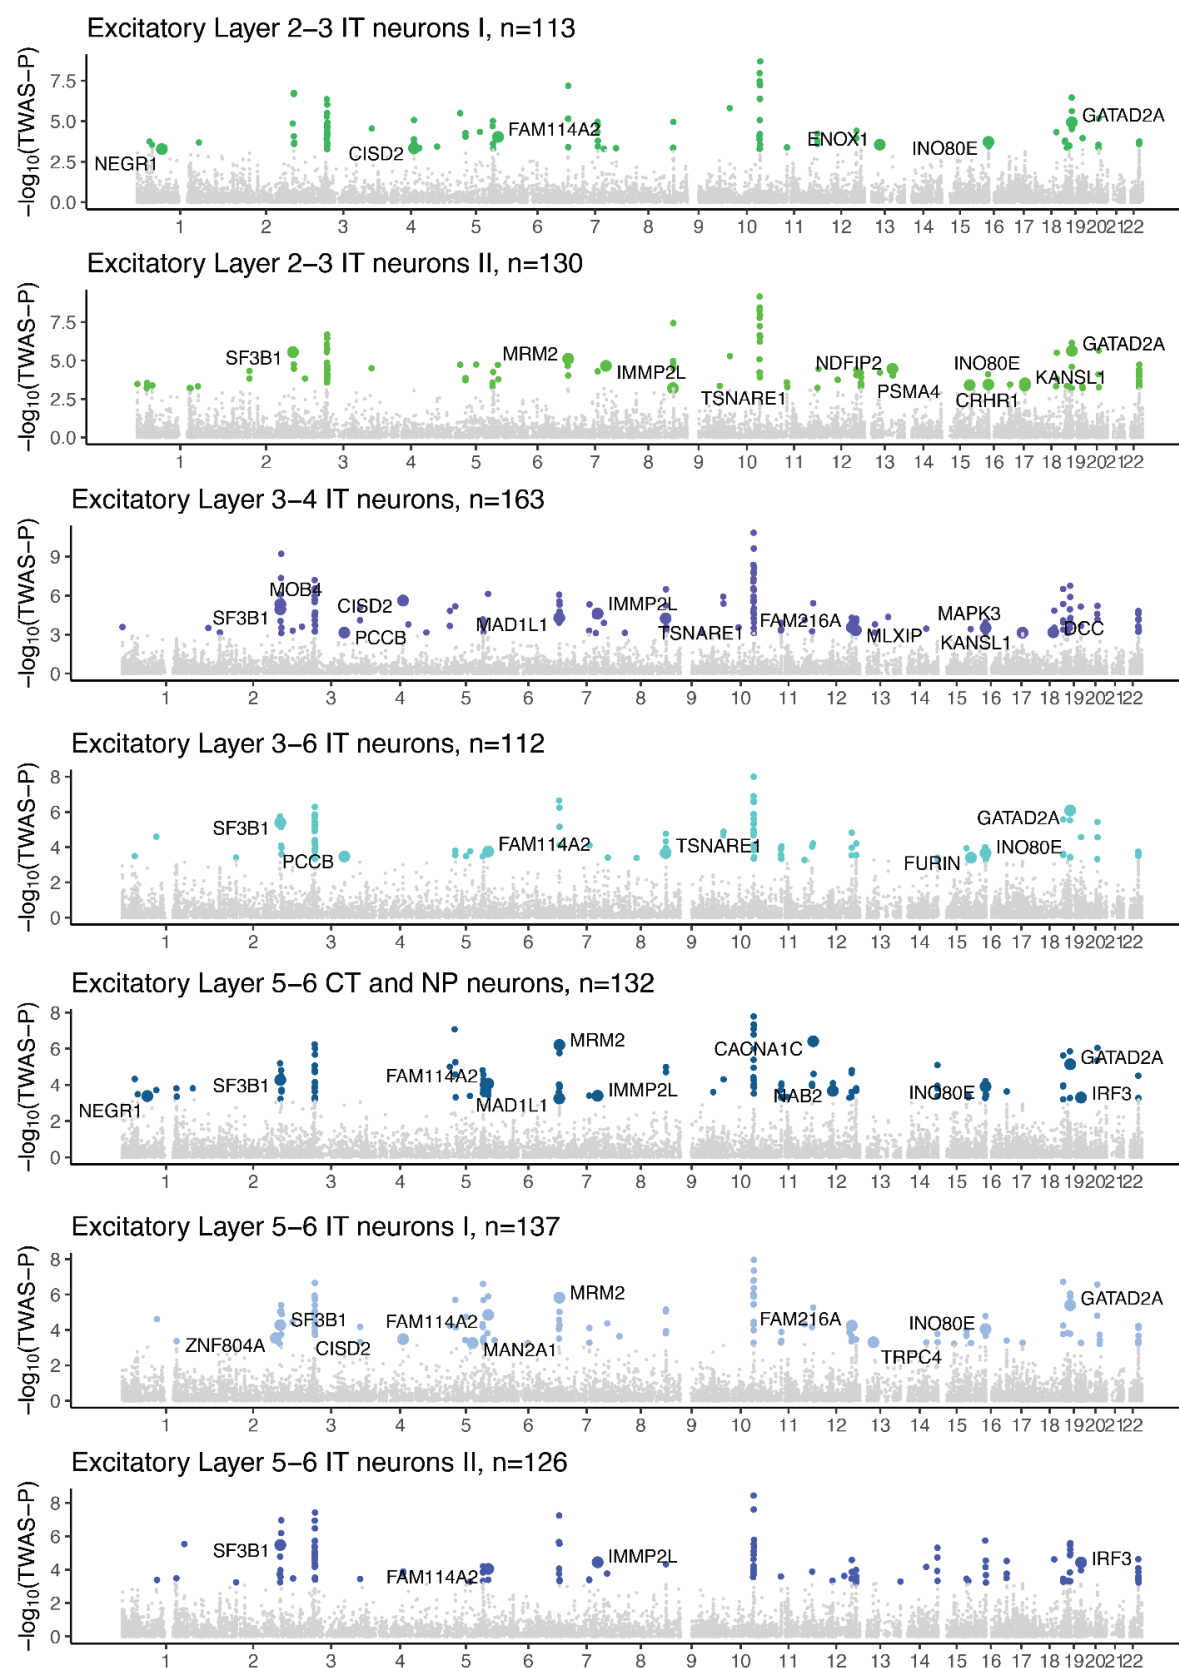 Excitatory Layer 2–3 IT neurons I, n=113
−log10(TWAS−P)
7.5
5.0
2.5
0.0
NEGR1
CISD2
FAM114A2
ENOX1
INO80E
GATAD2A
1 2 3 4 5 6 7 8 9 10 11 12 13 14 15 16 17 18 19 20 21 22
Excitatory Layer 2–3 IT neurons II, n=130
−log10(TWAS−P)
7.5
5.0
2.5
0.0
SF3B1
MRM2
IMMP2L
TSNARE1
NDFIP2
PSMA4
INO80E
CRHR1
KANSL1
GATAD2A
1 2 3 4 5 6 7 8 9 10 11 12 13 14 15 16 17 18 19 20 21 22
Excitatory Layer 3–4 IT neurons, n=163
−log10(TWAS−P)
9
6
3
0
MOB4
SF3B1
CISD2
PCCB
MAD1L1
IMMP2L
TSNARE1
FAM216A
MLXIP
MAPK3
KANSL1
DCC
1 2 3 4 5 6 7 8 9 10 11 12 13 14 15 16 17 18 19 20 21 22
Excitatory Layer 3–6 IT neurons, n=112
−log10(TWAS−P)
8
6
4
2
0
SF3B1
PCCB
FAM114A2
TSNARE1
FURIN
INO80E
GATAD2A
1 2 3 4 5 6 7 8 9 10 11 12 13 14 15 16 17 18 19 20 21 22
Excitatory Layer 5–6 CT and NP neurons, n=132
−log10(TWAS−P)
8
6
4
2
0
NEGR1
SF3B1
FAM114A2
MAD1L1
MRM2
IMMP2L
CACNA1C
NAB2
INO80E
GATAD2A
IRF3
1 2 3 4 5 6 7 8 9 10 11 12 13 14 15 16 17 18 19 20 21 22
Excitatory Layer 5–6 IT neurons I, n=137
−log10(TWAS−P)
8
6
4
2
0
ZNF804A
SF3B1
CISD2
FAM114A2
MAN2A1
MRM2
FAM216A
TRPC4
INO80E
GATAD2A
1 2 3 4 5 6 7 8 9 10 11 12 13 14 15 16 17 18 19 20 21 22
Excitatory Layer 5–6 IT neurons II, n=126
−log10(TWAS−P)
8
6
4
2
0
SF3B1
FAM114A2
IMMP2L
IRF3
1 2 3 4 5 6 7 8 9 10 11 12 13 14 15 16 17 18 19 20 21 22